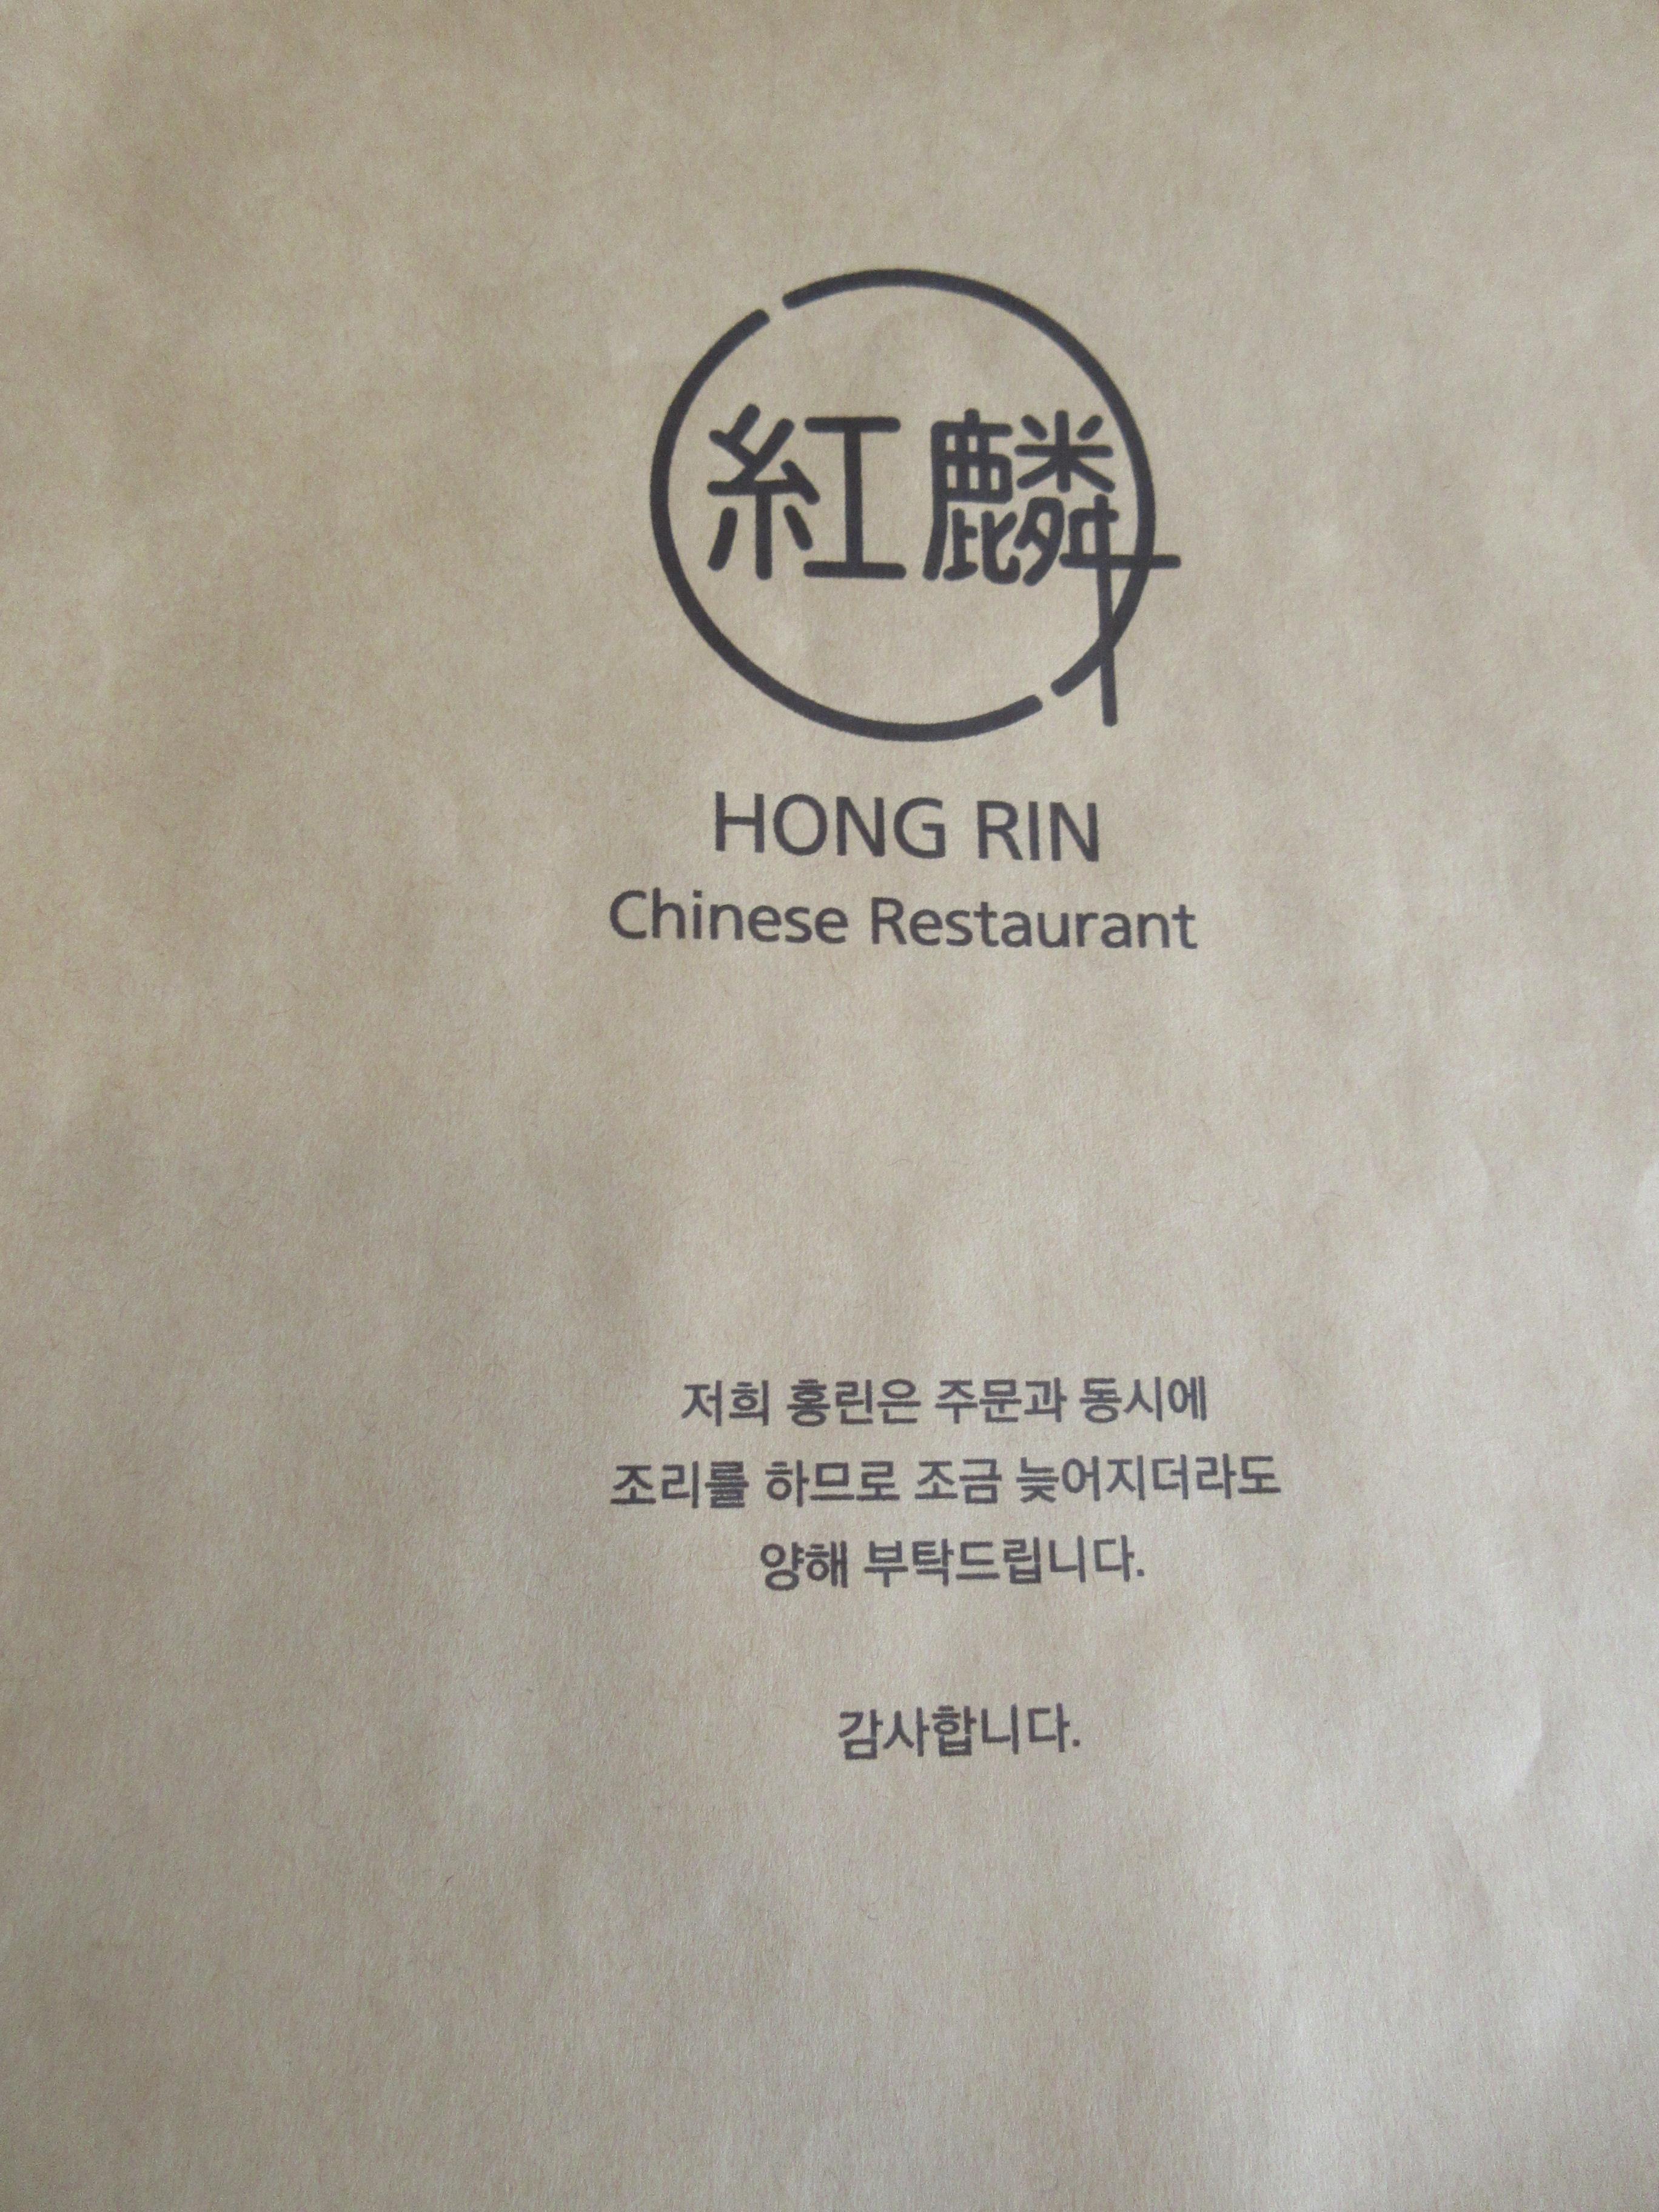 紅麟
HONG RIN
Chinese Restaurant
저희 홍린은 주문과 동시에
조리를 하므로 조금 늦어지더라도
양해 부탁드립니다.
감사합니다.